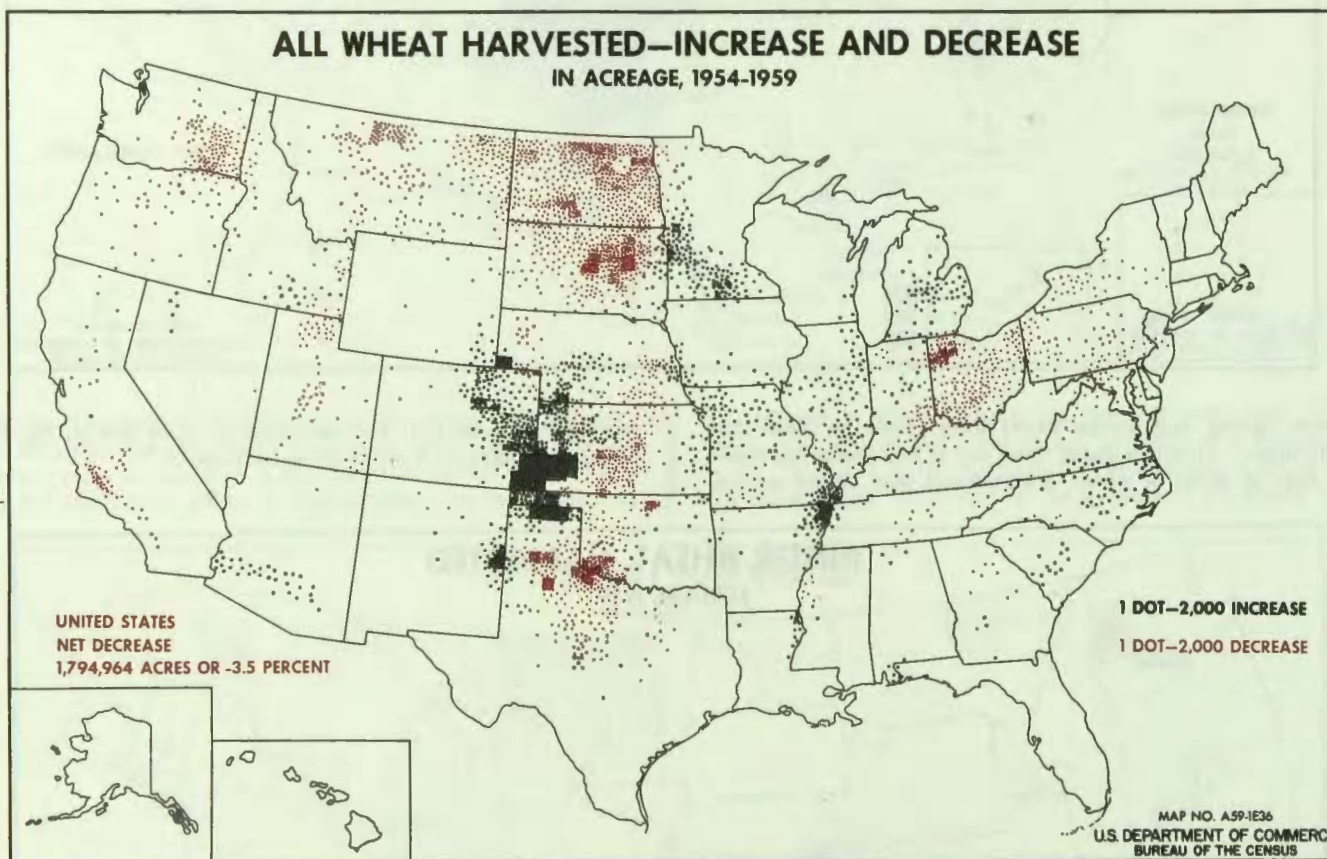 ALL WHEAT HARVESTED—INCREASE AND DECREASE
IN ACREAGE, 1954-1959
UNITED STATES
NET DECREASE
1,794,964 ACRES OR -3.5 PERCENT
1 DOT—2,000 INCREASE
1 DOT—2,000 DECREASE
MAP NO. A59-1E36
U.S. DEPARTMENT OF COMMERC
BUREAU OF THE CENSUS